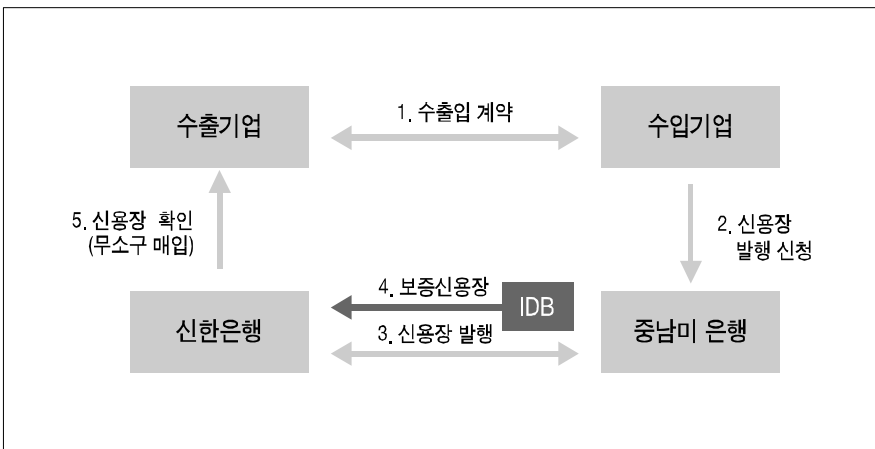 수출기업
1. 수출입 계약
수입기업
5. 신용장 확인
(무소구 매입)
2. 신용장
발행 신청
4. 보증신용장
IDB
신한은행
3. 신용장 발행
중남미 은행